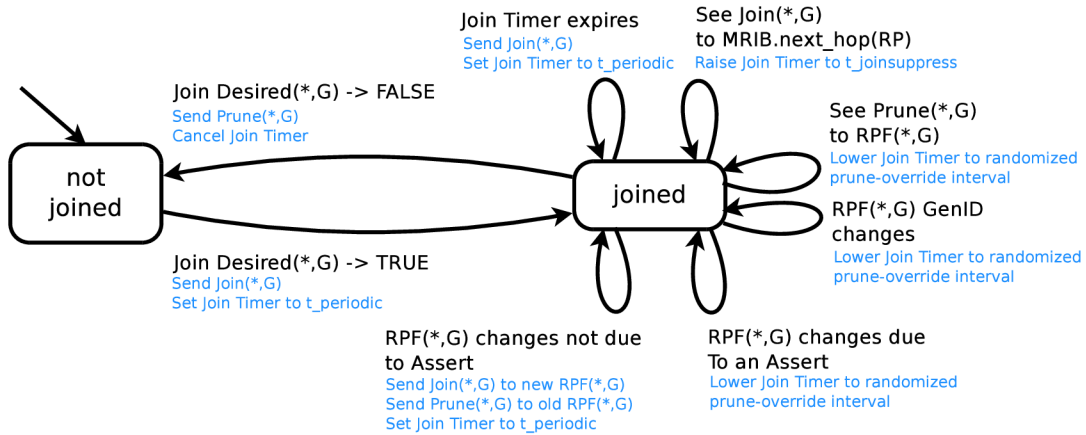 Join Timer expires
Send Join(*,G)
Set Join Timer to t_periodic
See Join(*,G)
to MRIB.next_hop(RP)
Raise Join Timer to t_joinsuppress
Join Desired(*,G) -> FALSE
Send Prune(*,G)
Cancel Join Timer
See Prune(*,G)
to RPF(*,G)
Lower Join Timer to randomized
prune-override interval
not
joined
joined
RPF(*,G) GenID
changes
Lower Join Timer to randomized
prune-override interval
Join Desired(*,G) -> TRUE
Send Join(*,G)
Set Join Timer to t_periodic
RPF(*,G) changes not due
to Assert
Send Join(*,G) to new RPF(*,G)
Send Prune(*,G) to old RPF(*,G)
Set Join Timer to t_periodic
RPF(*,G) changes due
To an Assert
Lower Join Timer to randomized
prune-override interval